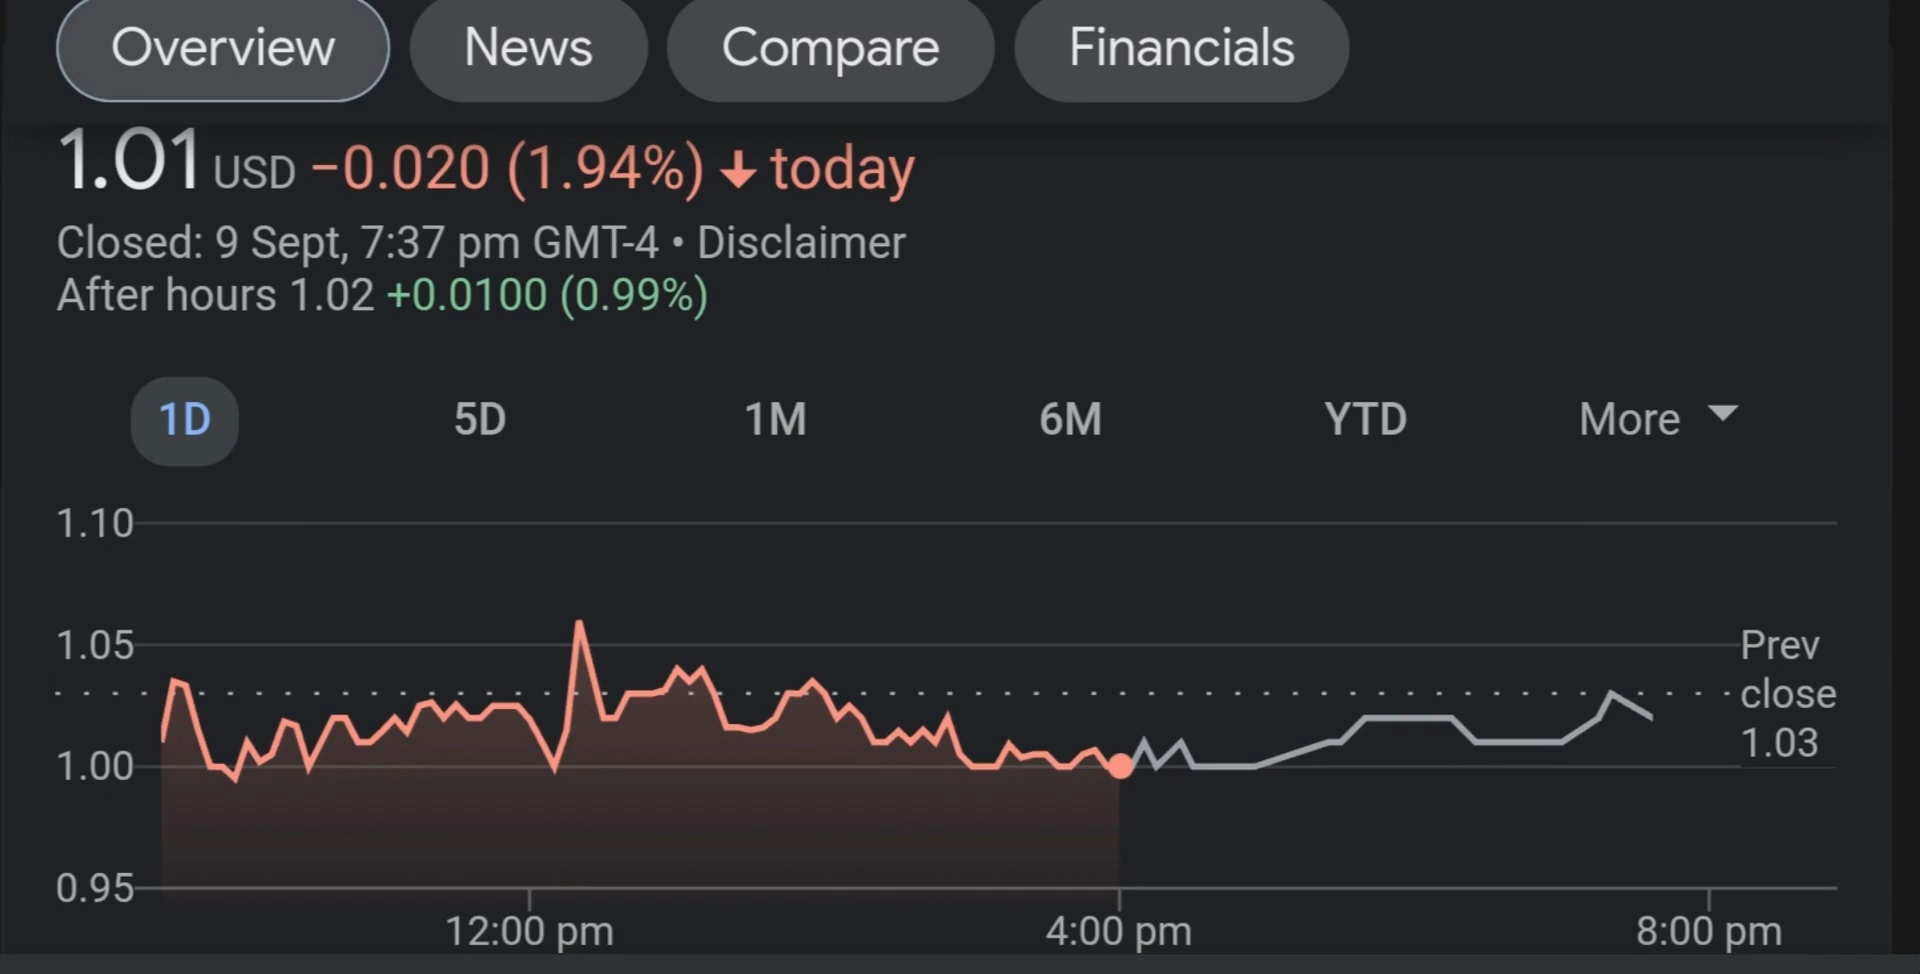 Overview News Compare Financials
1.01 USD −0.020 (1.94%) ↓ today
Closed: 9 Sept, 7:37 pm GMT-4 • Disclaimer
After hours 1.02 +0.0100 (0.99%)
1D 5D 1M 6M YTD More
1.10
1.05
1.00
0.95
Prev
close
1.03
12:00 pm 4:00 pm 8:00 pm